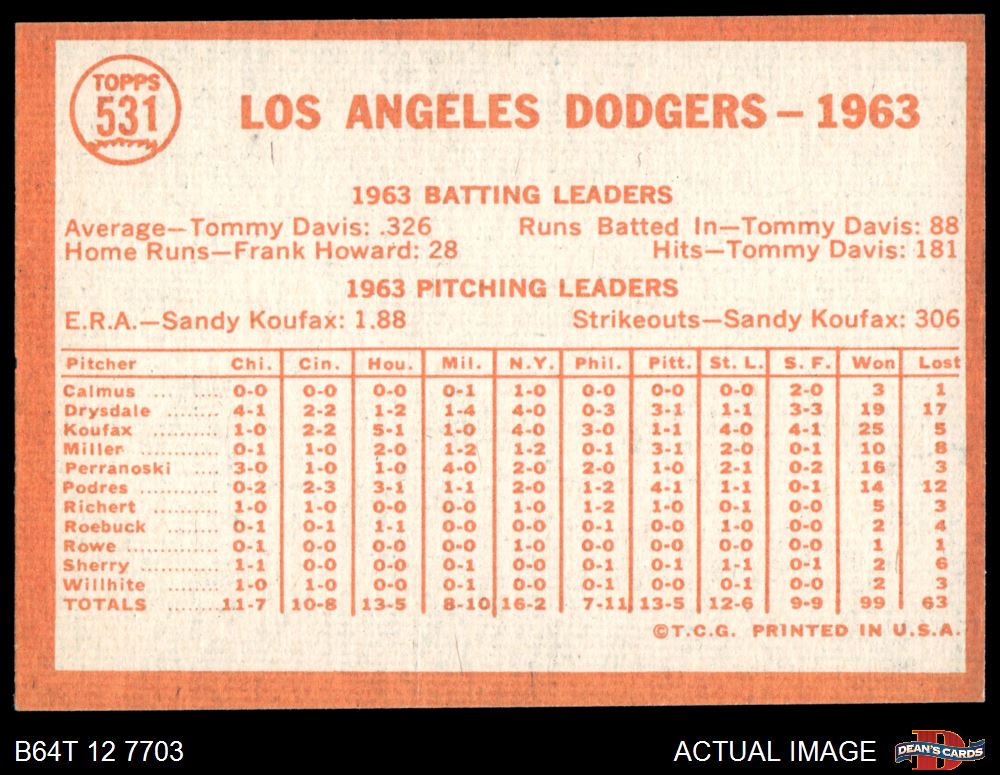 TOPPS
531
LOS ANGELES DODGERS – 1963
1963 BATTING LEADERS
Average—Tommy Davis: .326 Runs Batted In—Tommy Davis: 88
Home Runs—Frank Howard: 28 Hits—Tommy Davis: 181
1963 PITCHING LEADERS
E.R.A.—Sandy Koufax: 1.88 Strikeouts—Sandy Koufax: 306
Pitcher Chi. Cin. Hou. Mil. N.Y. Phil. Pitt. St. L. S. F. Won Lost
Calmus ... ......... 0-0 0-0 0-0 0-1 1-0 0-0 0-0 0-0 2-0 3 1
Drysdale .......... 4-1 2-2 1-2 1-4 4-0 0-3 3-1 1-1 3-3 19 17
Koufax .......... 1-0 2-2 5-1 1-0 4-0 3-0 1-1 4-0 4-1 25 5
Miller .............. 0-1 1-0 2-0 1-2 1-2 0-1 3-1 2-0 0-1 10 8
Perranoski .... 3-0 1-0 1-0 4-0 2-0 2-0 1-0 2-1 0-2 16 3
Podres ............ 0-2 2-3 3-1 1-1 2-0 1-2 4-1 1-1 0-1 14 12
Richert ............ 1-0 1-0 0-0 0-0 1-0 1-2 1-0 0-1 0-0 5 3
Roebuck ......... 0-1 0-1 1-1 0-0 0-0 0-1 0-0 1-0 0-0 2 4
Rowe .............. 0-1 0-0 0-0 0-0 1-0 0-0 0-0 0-0 0-0 1 1
Sherry ............ 1-1 0-0 0-0 0-1 0-0 0-1 0-1 1-1 0-1 2 6
Willhite .......... 1-0 1-0 0-0 0-1 0-0 0-1 0-1 0-1 0-0 2 3
TOTALS ........ 11-7 10-8 13-5 8-10 16-2 7-11 13-5 12-6 9-9 99 63
©T.C.G. PRINTED IN U.S.A.
B64T 12 7703 ACTUAL IMAGE D DEAN'S CARDS